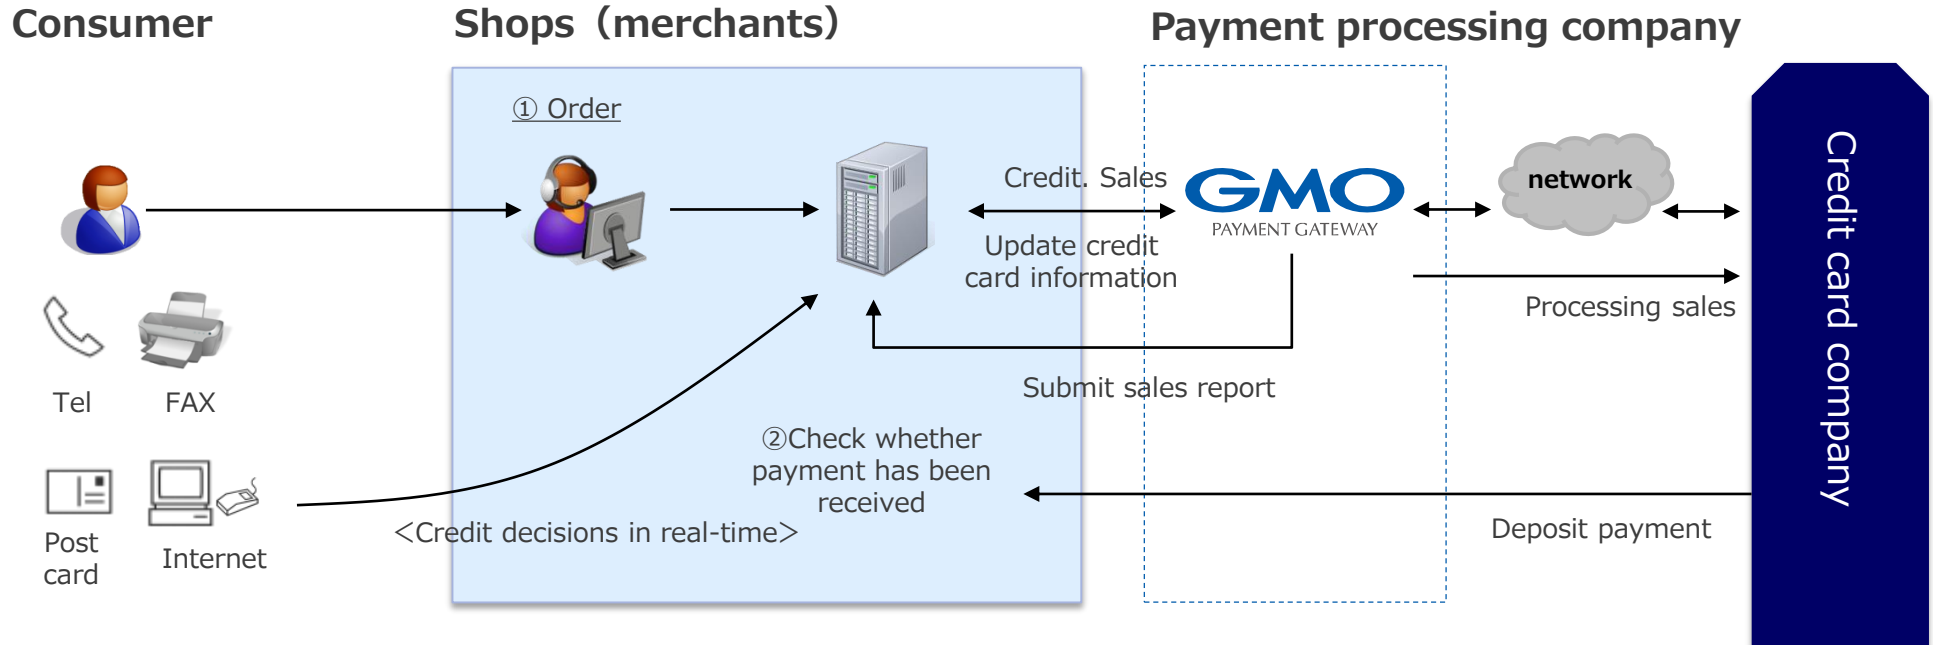 Consumer
Shops（merchants）
Payment processing company
① Order
Credit. Sales
GMO
PAYMENT GATEWAY
network
Update credit
card information
Processing sales
Credit card company
Tel
FAX
Submit sales report
②Check whether
payment has been
received
＜Credit decisions in real-time＞
Deposit payment
Post
card
Internet